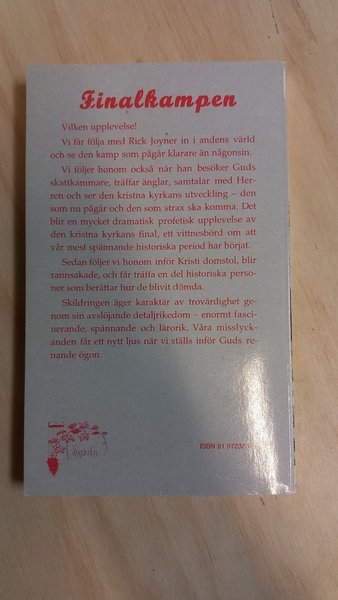 Finalkampen
Vilken upplevelse!
Vi får följa med Rick Joyner in i andens värld
och se den kamp som pågår klarare än någonsin.
Vi följer honom också när han besöker Guds
skattkammare, träffar änglar, samtalar med Her-
ren och ser den kristna kyrkans utveckling – den
som nu pågår och den som strax ska komma. Det
blir en mycket dramatisk profetisk upplevelse av
den kristna kyrkans final, ett vittnesbörd om att
vår mest spännande historiska period har börjat.
Sedan följer vi honom inför Kristi domstol, blir
rannsakade, och får träffa en del historiska perso-
ner som berättar hur de blivit dömda.
Skildringen äger karaktär av trovärdighet ge-
nom sin avslöjande detaljrikedom – enormt fasci-
nerande, spännande och lärorik. Våra misslyck-
anden får ett nytt ljus när vi ställs inför Guds re-
nande ögon.
ISBN 91 9723